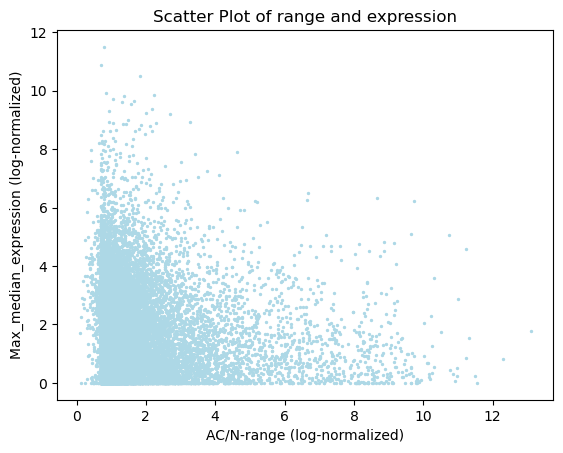 Scatter Plot of range and expression
Max_median_expression (log-normalized)
12
10
8
6
4
2
0
0 2 4 6 8 10 12
AC/N-range (log-normalized)